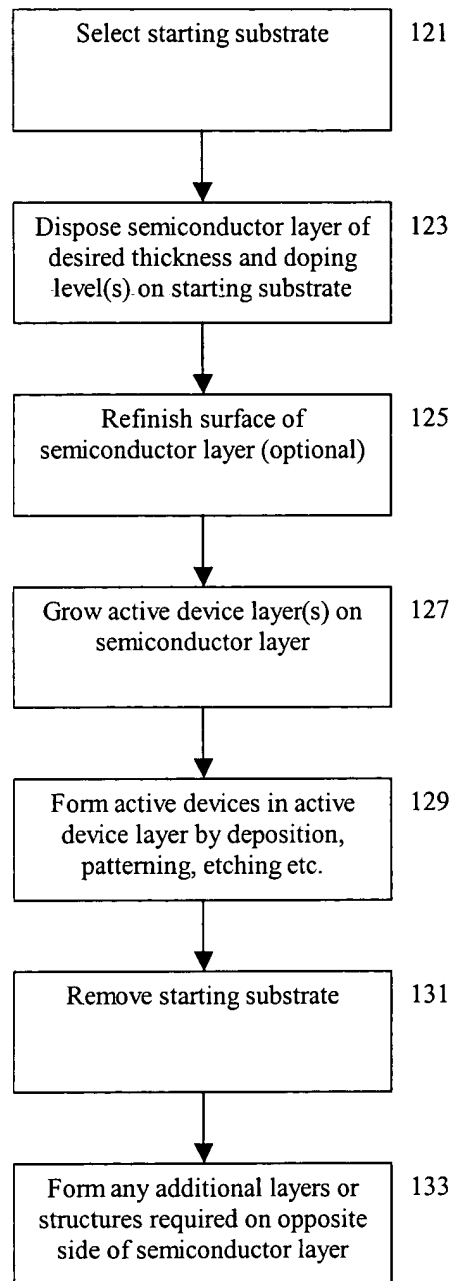 Select starting substrate 121
Dispose semiconductor layer of 123
desired thickness and doping
level(s) on starting substrate
Refinish surface of 125
semiconductor layer (optional)
Grow active device layer(s) on 127
semiconductor layer
Form active devices in active 129
device layer by deposition,
patterning, etching etc.
Remove starting substrate 131
Form any additional layers or 133
structures required on opposite
side of semiconductor layer